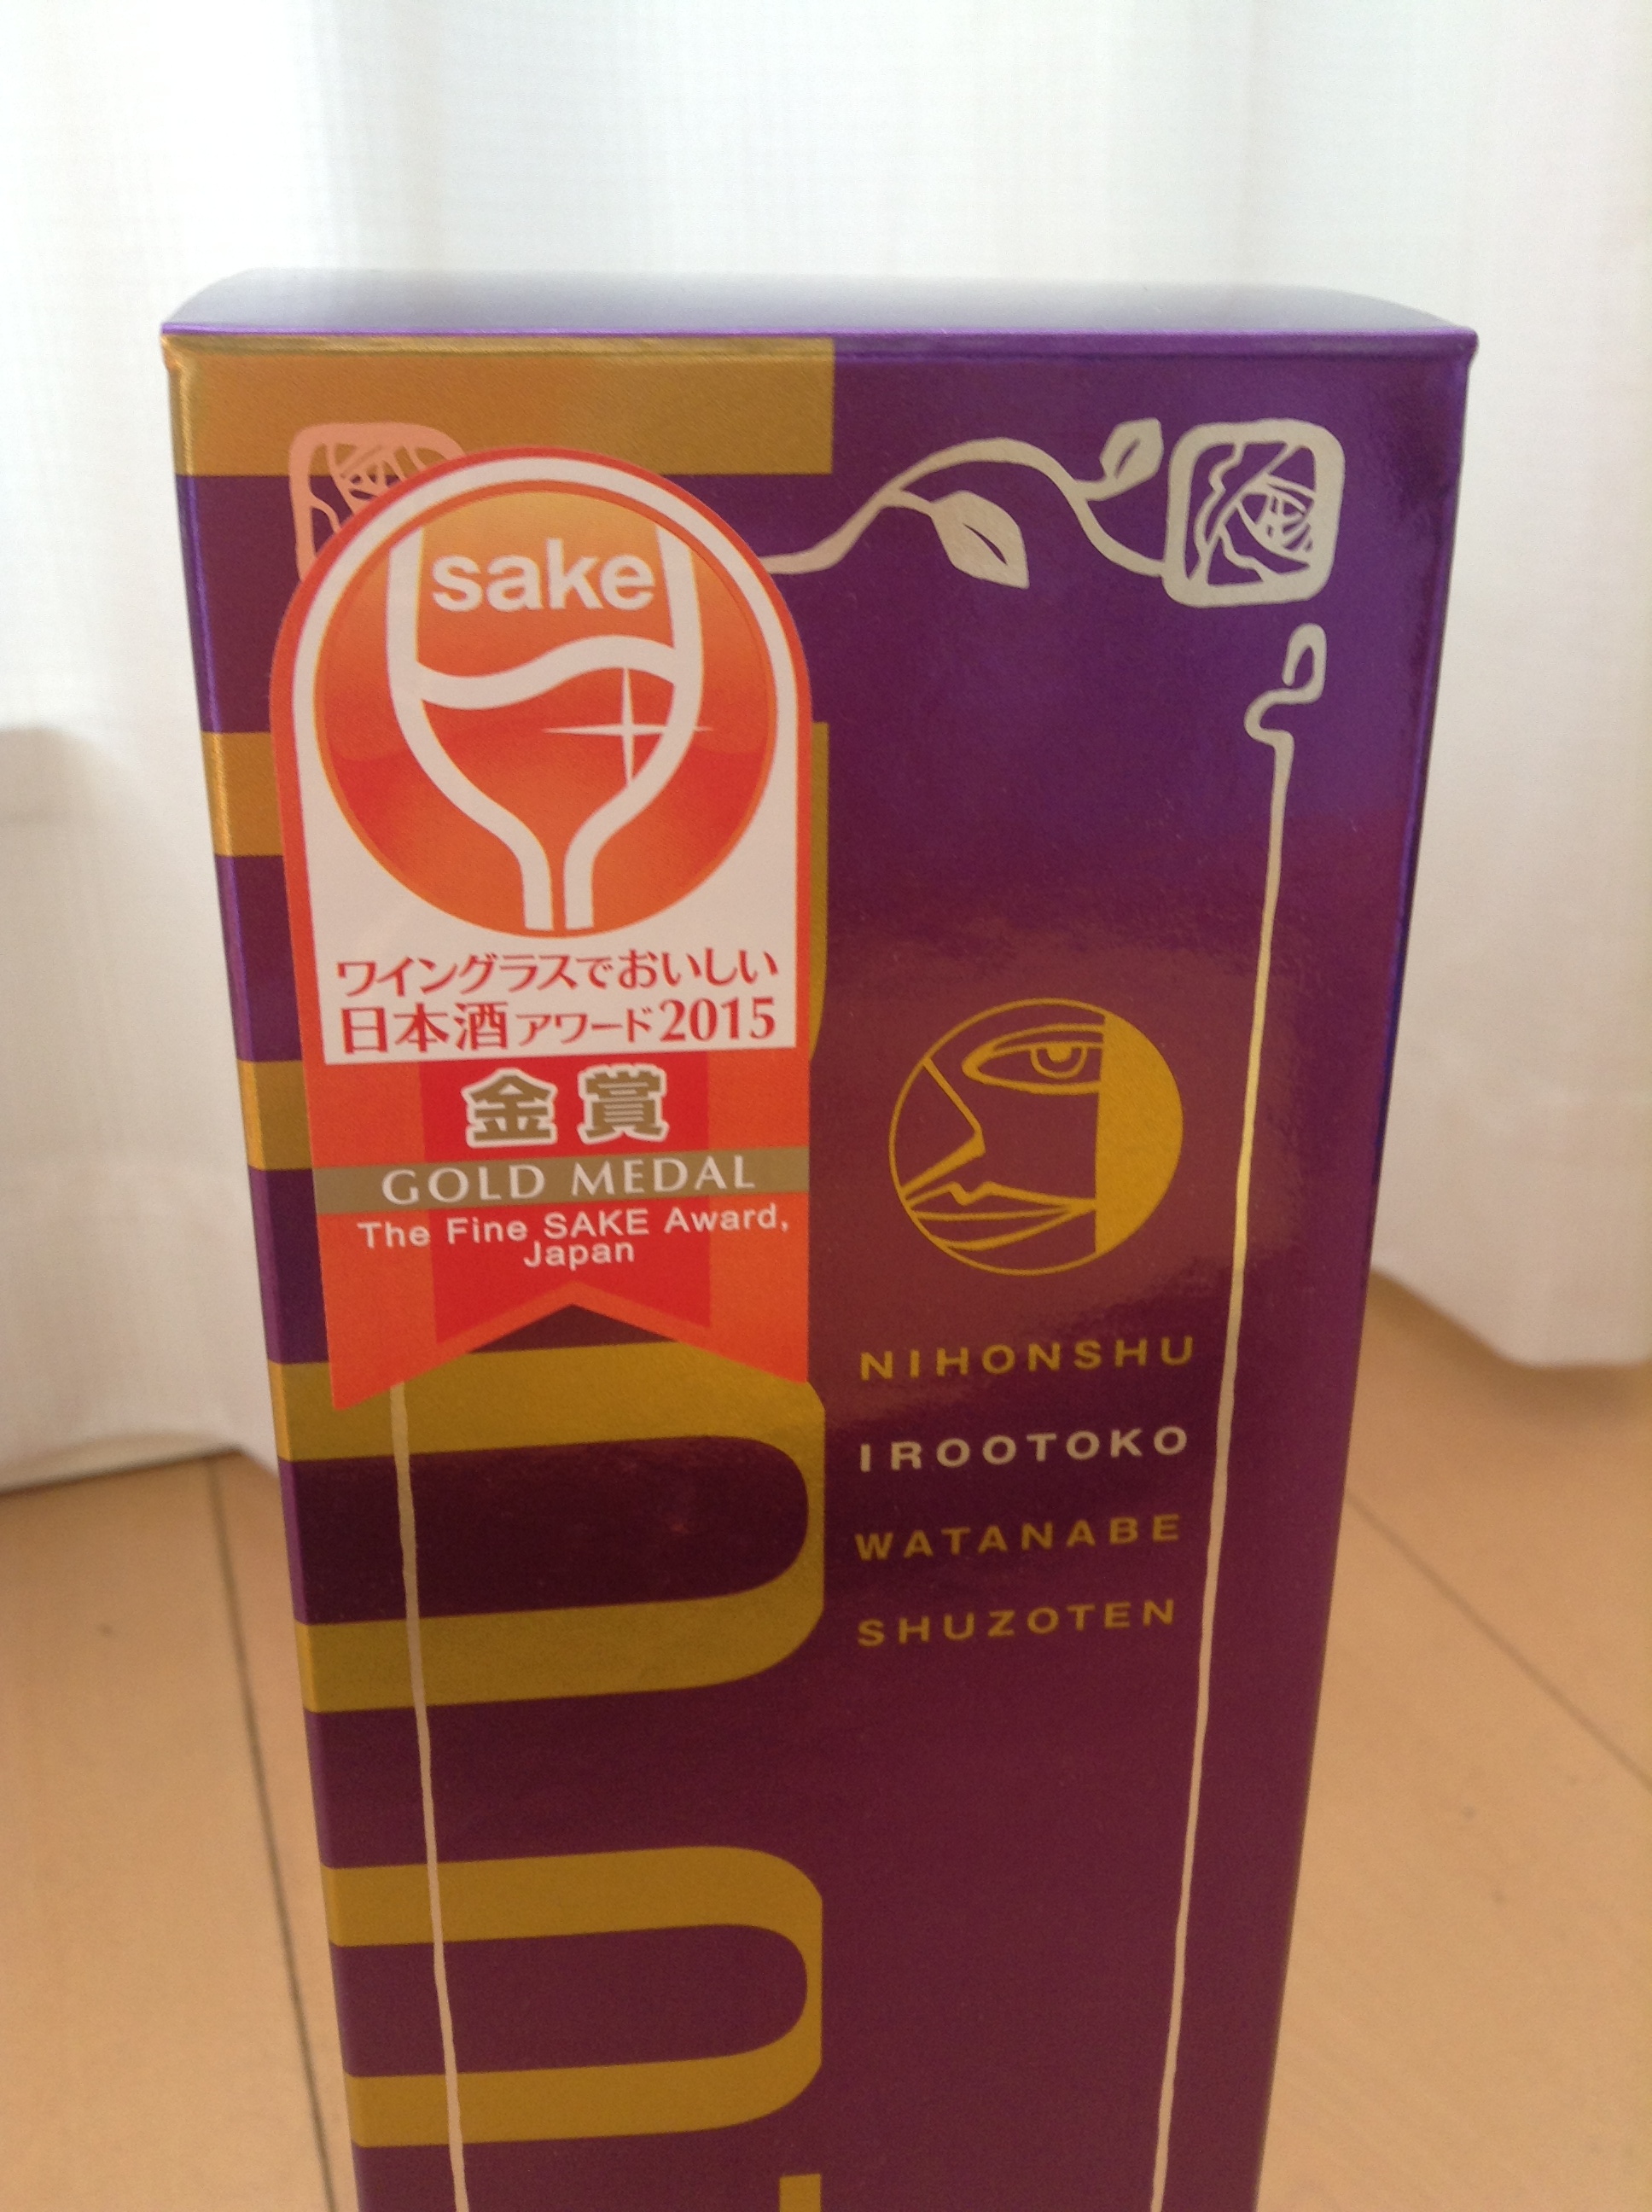 sake
ワイングラスでおいしい
日本酒アワード2015
金賞
GOLD MEDAL
The Fine SAKE Award,
Japan
NIHONSHU
IROOTOKO
WATANABE
SHUZOTEN